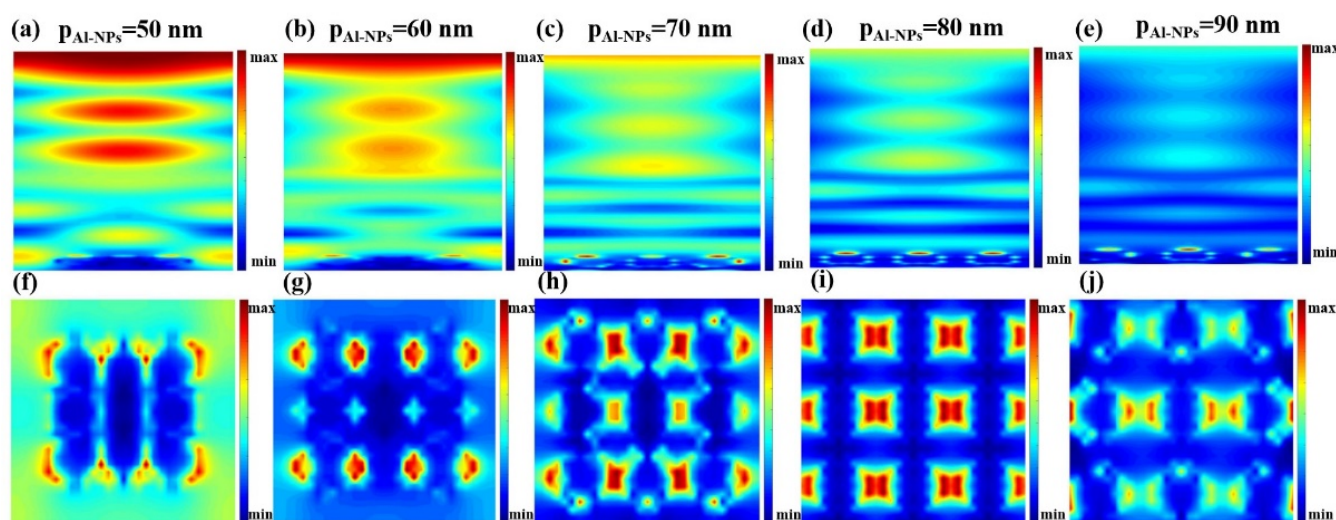 (a) pAl-NPs=50 nm (b) pAl-NPs=60 nm (c) pAl-NPs=70 nm (d) pAl-NPs=80 nm (e) pAl-NPs=90 nm
max max max max max
min min min min min
(f) (g) (h) (i) (j)
max max max max max
min min min min min